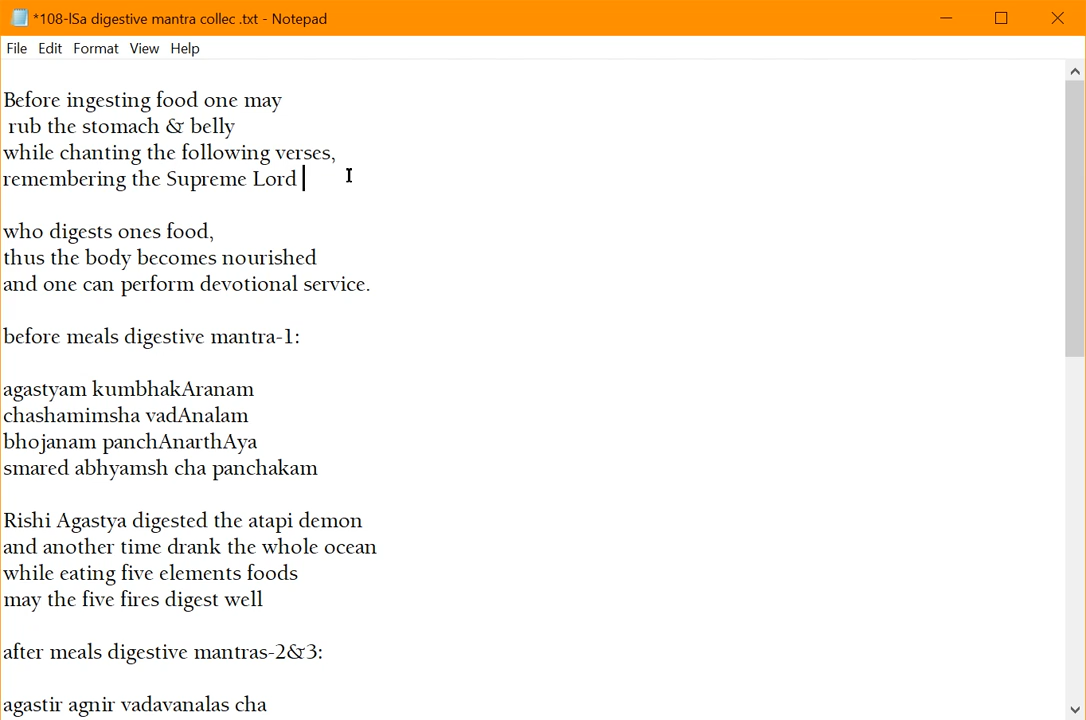 *108-ISa digestive mantra collec .txt - Notepad
File Edit Format View Help
Before ingesting food one may
rub the stomach & belly
while chanting the following verses,
remembering the Supreme Lord
who digests ones food,
thus the body becomes nourished
and one can perform devotional service.
before meals digestive mantra-1:
agastyam kumbhakAranam
chashamimsha vadAnalam
bhojanam panchAnarthAya
smared abhyamsh cha panchakam
Rishi Agastya digested the atapi demon
and another time drank the whole ocean
while eating five elements foods
may the five fires digest well
after meals digestive mantras-2&3:
agastir agnir vadavanalas cha